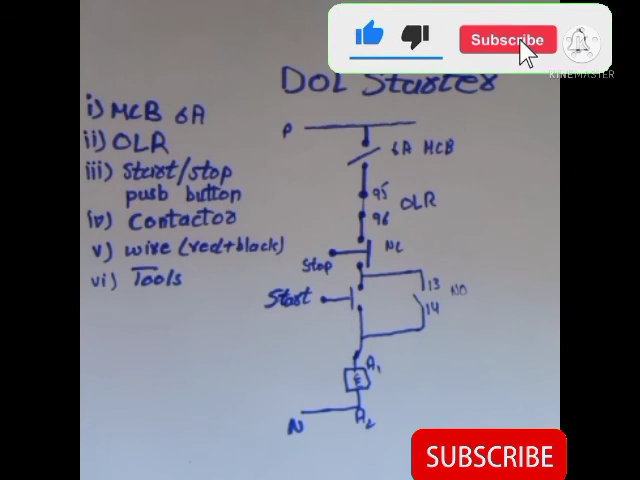 Subscribe
KINEMASTER
DOL Starter
i) MCB 6A
ii) OLR
iii) Start/stop
push button
iv) Contactor
v) wire (red+black)
vi) Tools
P
6A MCB
95
OLR
96
NC
Stop
13
NO
Start
14
A1
A2
N
SUBSCRIBE